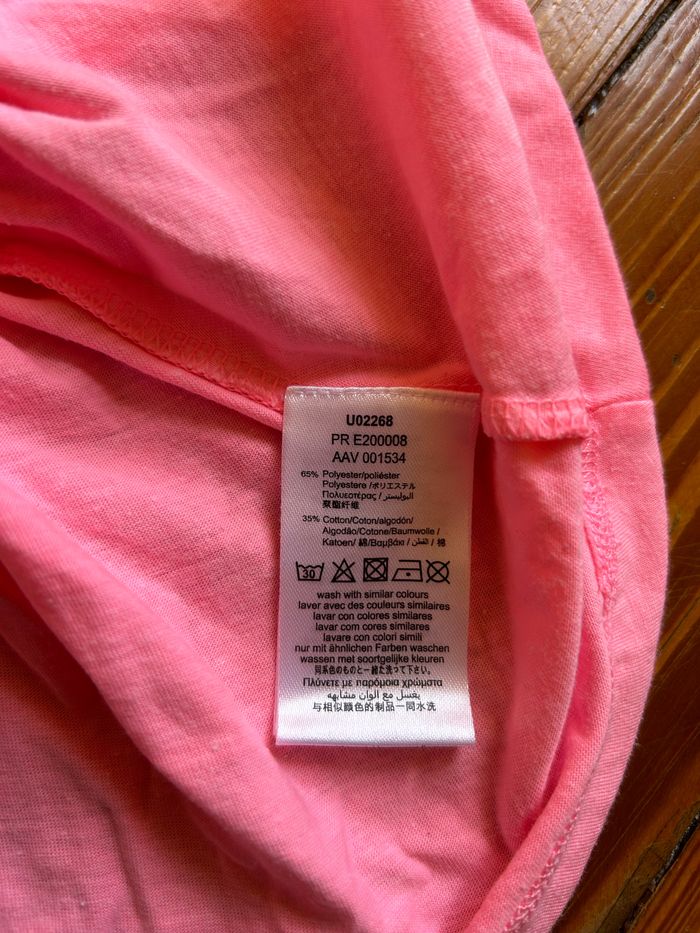 U02268
PR E200008
AAV 001534
65% Polyester/poliéster
Polyestere /ポリエステル
Πολυεστέρας / البوليستر/
聚酯纤维
35% Cotton/Coton/algodón/
Algodão/Cotone/Baumwolle/
Katoen/ 綿/Βαμβάκι / القطن / 棉
30
wash with similar colours
laver avec des couleurs similaires
lavar con colores similares
lavar com cores similares
lavare con colori simili
nur mit ähnlichen Farben waschen
wassen met soortgelijke kleuren
同系色のものと一緒に洗って下さい。
Πλύνετε με παρόμοια χρώματα
يغسل مع ألوان مشابهه
与相似颜色的制品一同水洗